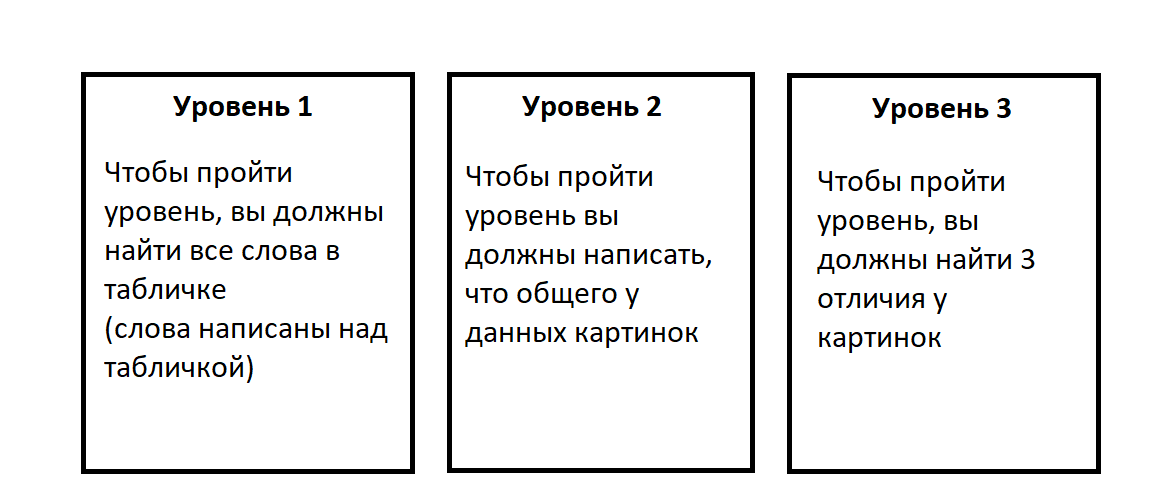 Уровень 1
Чтобы пройти
уровень, вы должны
найти все слова в
табличке
(слова написаны над
табличкой)
Уровень 2
Чтобы пройти
уровень вы
должны написать,
что общего у
данных картинок
Уровень 3
Чтобы пройти
уровень, вы
должны найти 3
отличия у
картинок